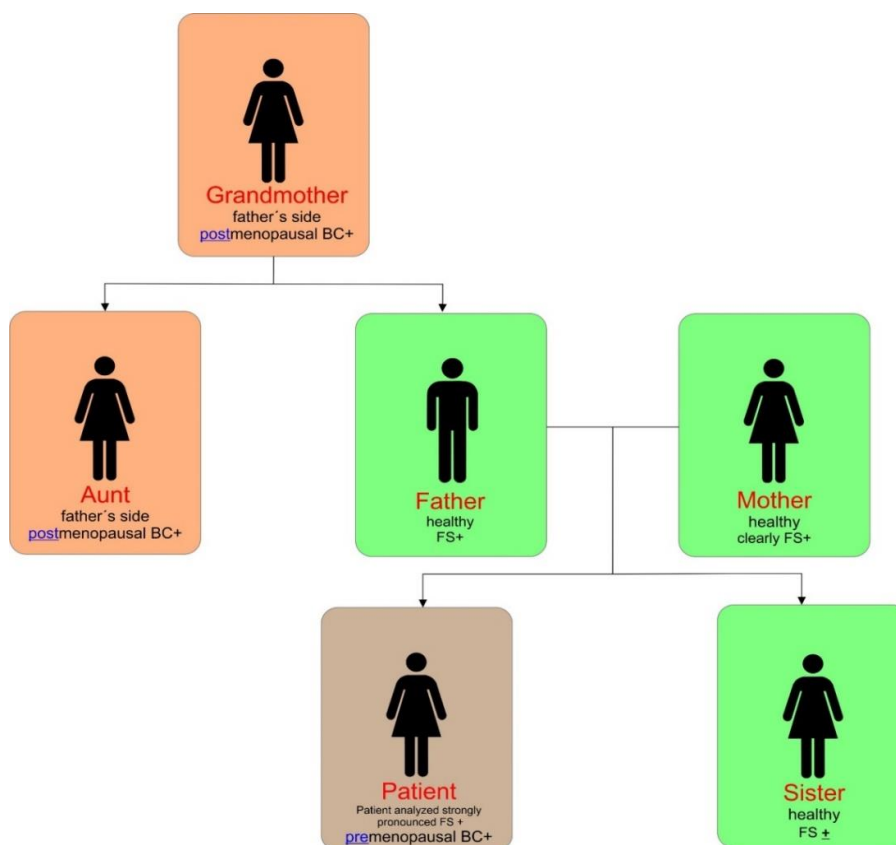 Grandmother
father´s side
postmenopausal BC+
Aunt
father´s side
postmenopausal BC+
Father
healthy
FS+
Mother
healthy
clearly FS+
Patient
Patient analyzed strongly
pronounced FS +
premenopausal BC+
Sister
healthy
FS +